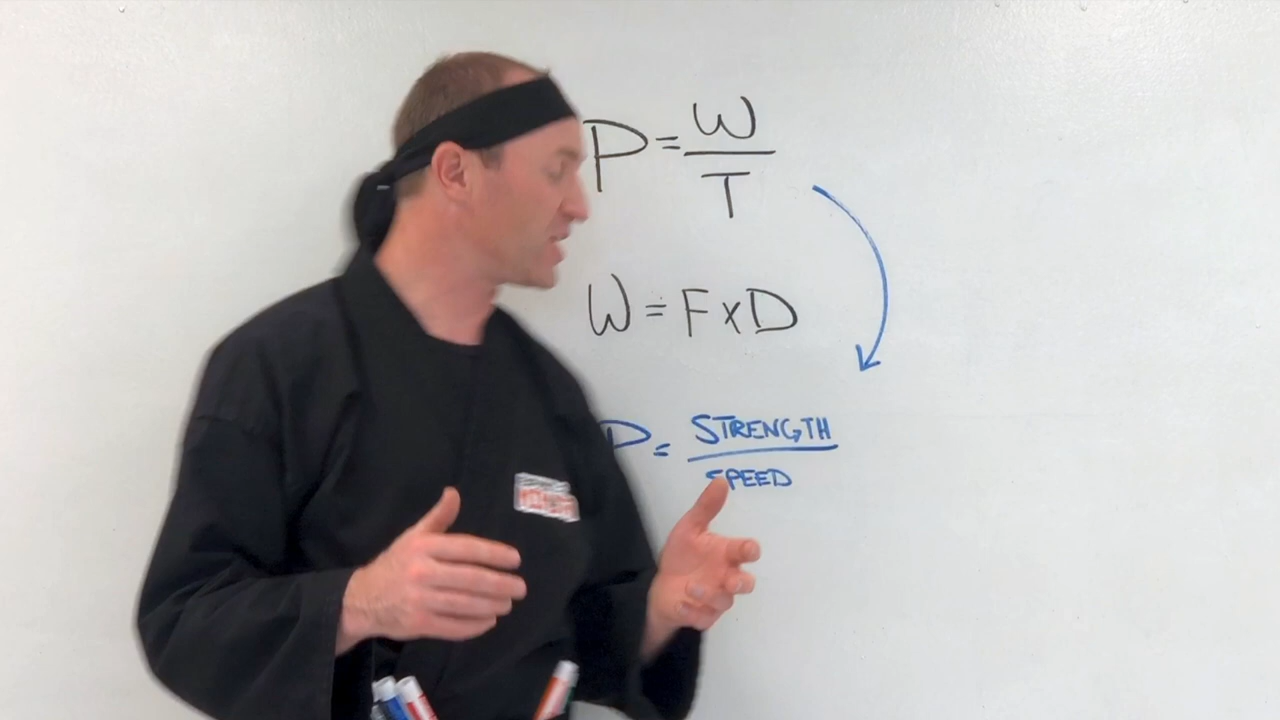 P = W
T
W = F x D
P = STRENGTH
SPEED